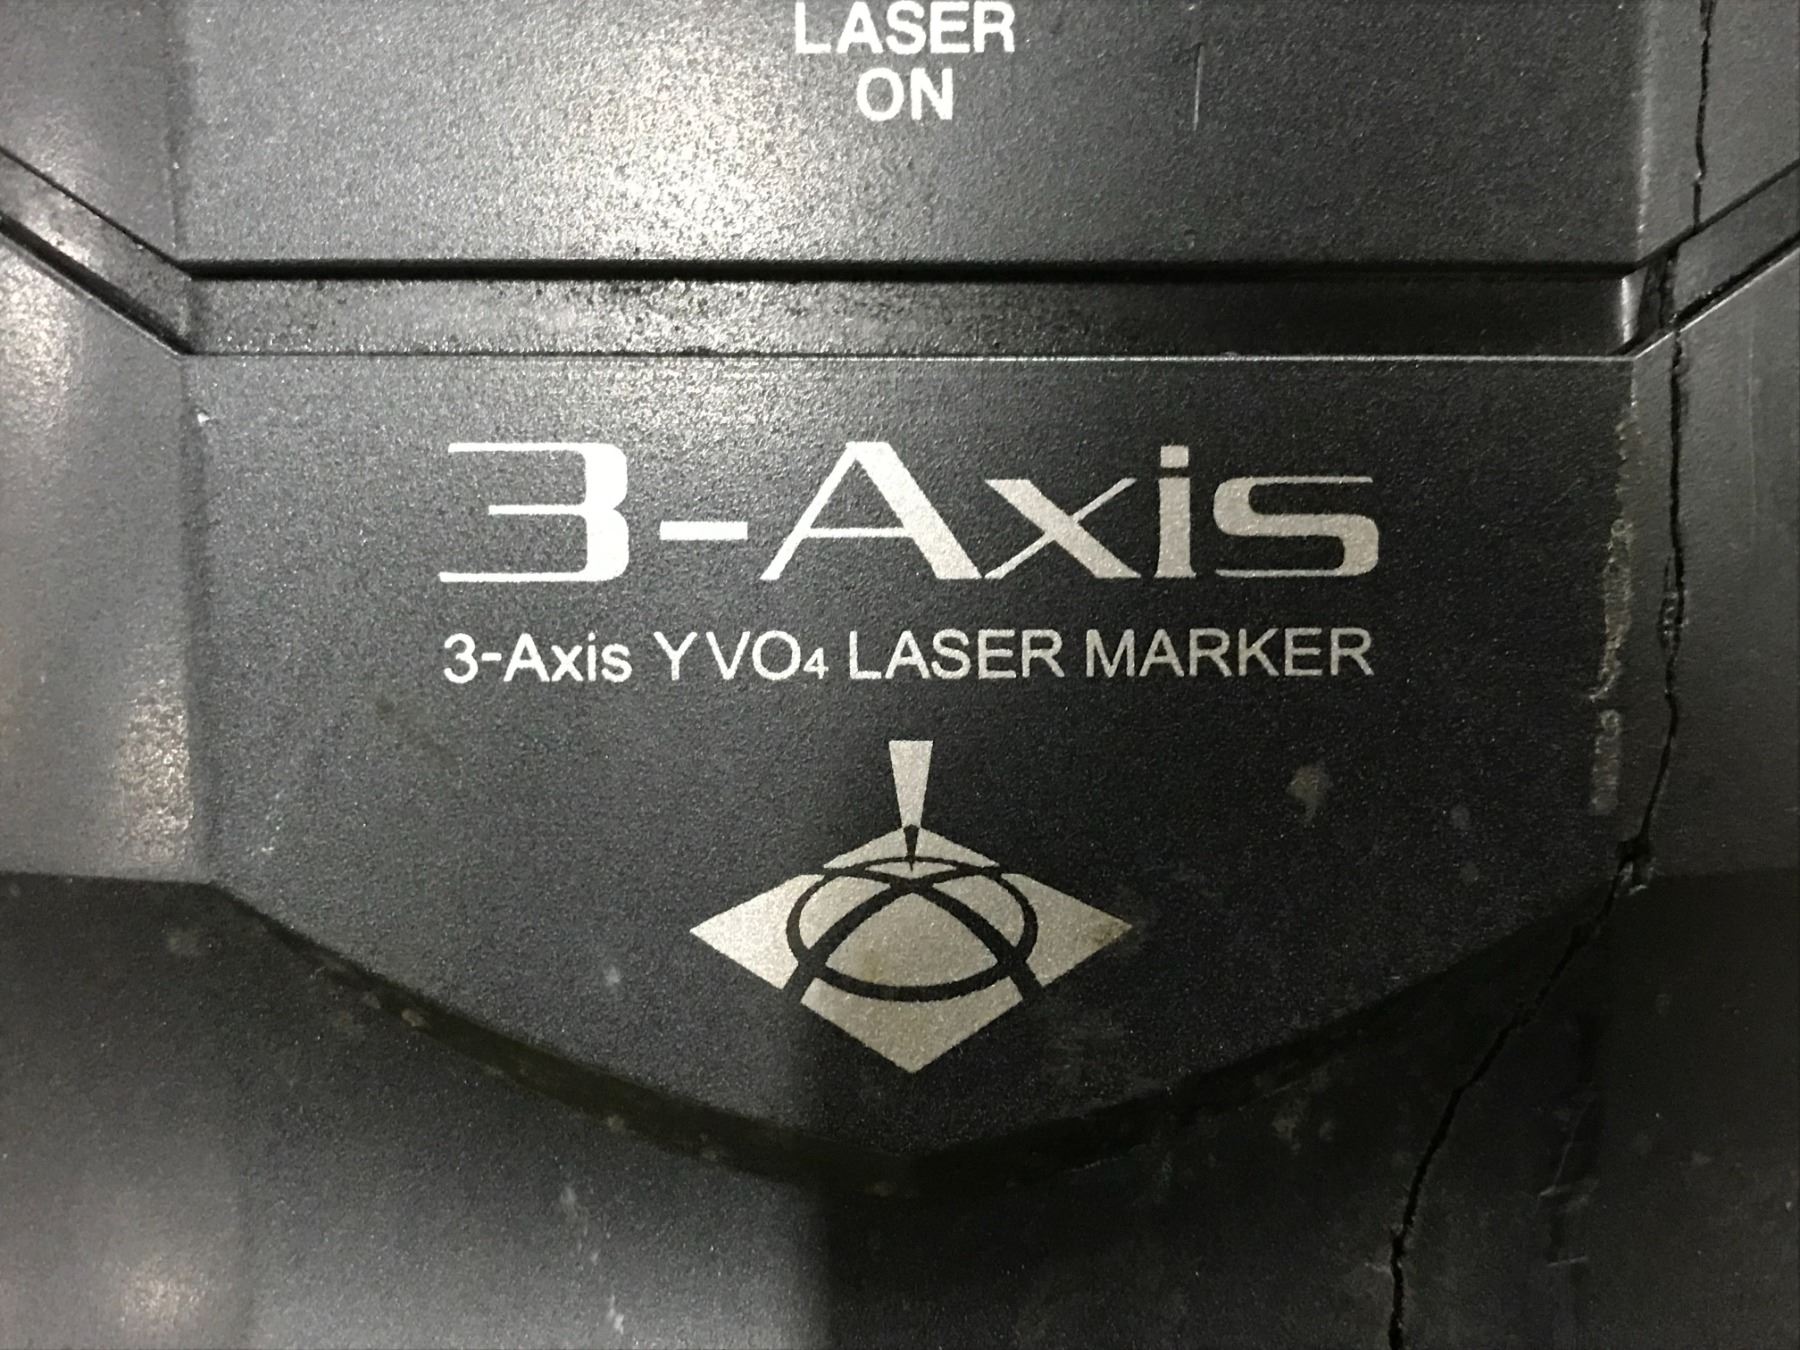 LASER
ON
3-Axis
3-Axis YVO₄ LASER MARKER